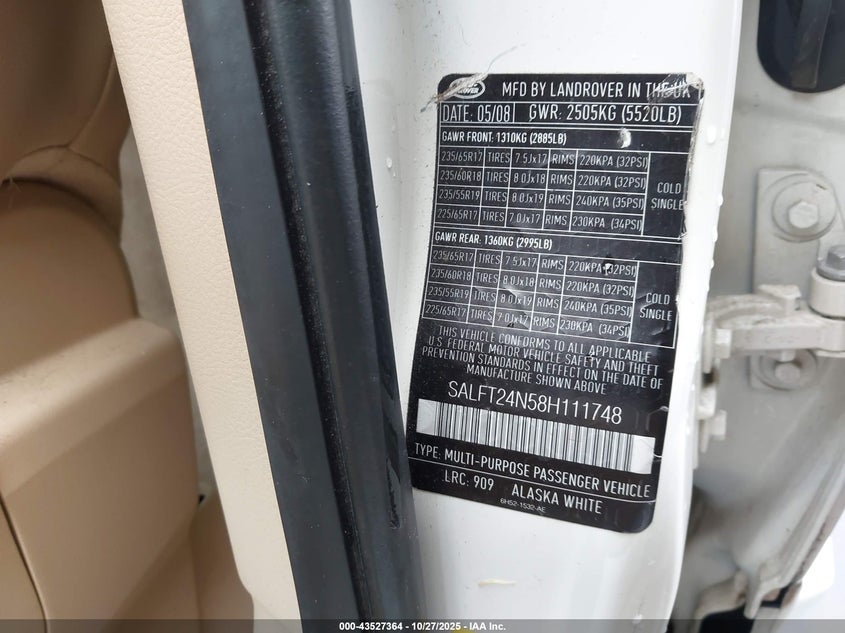 ROVER
MFD BY LANDROVER IN THE UK
DATE: 05/08 GWR: 2505KG (5520LB)
GAWR FRONT: 1310KG (2885LB)
235/65R17 TIRES 7.5Jx17 RIMS 220KPA (32PSI)
235/60R18 TIRES 8.0Jx18 RIMS 220KPA (32PSI)
235/55R19 TIRES 8.0Jx19 RIMS 240KPA (35PSI)
225/65R17 TIRES 7.0Jx17 RIMS 230KPA (34PSI)
COLD
SINGLE
GAWR REAR: 1360KG (2995LB)
235/65R17 TIRES 7.5Jx17 RIMS 220KPA (32PSI)
235/60R18 TIRES 8.0Jx18 RIMS 220KPA (32PSI)
235/55R19 TIRES 8.0Jx19 RIMS 240KPA (35PSI)
225/65R17 TIRES 7.0Jx17 RIMS 230KPA (34PSI)
COLD
SINGLE
THIS VEHICLE CONFORMS TO ALL APPLICABLE
U.S. FEDERAL MOTOR VEHICLE SAFETY AND THEFT
PREVENTION STANDARDS IN EFFECT ON THE DATE OF
MANUFACTURE SHOWN ABOVE
SALFT24N58H111748
TYPE: MULTI-PURPOSE PASSENGER VEHICLE
LRC: 909 ALASKA WHITE
6H52-1532-AE
000-43527364 | 10/27/2025 | IAA Inc.